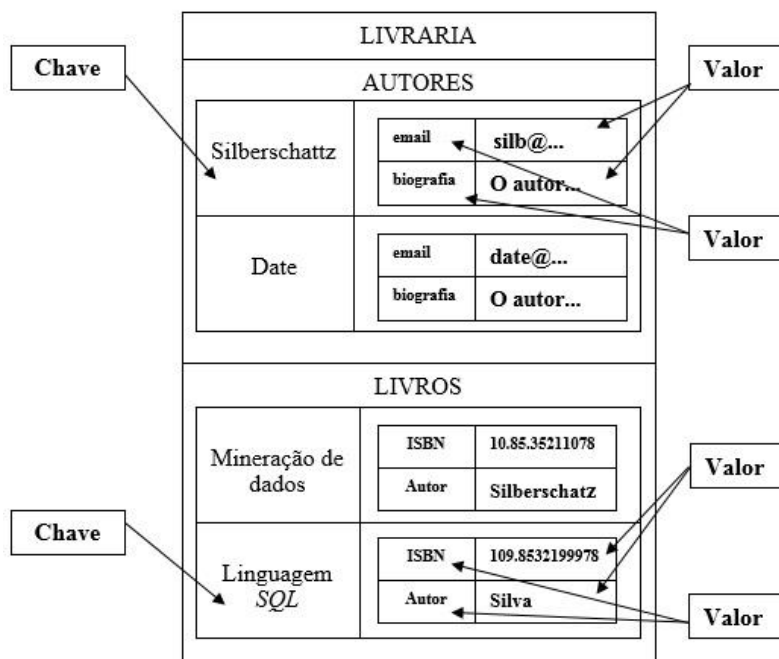 LIVRARIA
Chave
AUTORES
Valor
Silberschattz
email
silb@...
biografia
O autor...
Valor
Date
email
date@...
biografia
O autor...
LIVROS
Mineração de
dados
ISBN
10.85.35211078
Autor
Silberschatz
Valor
Chave
Linguagem
SQL
ISBN
109.8532199978
Autor
Silva
Valor